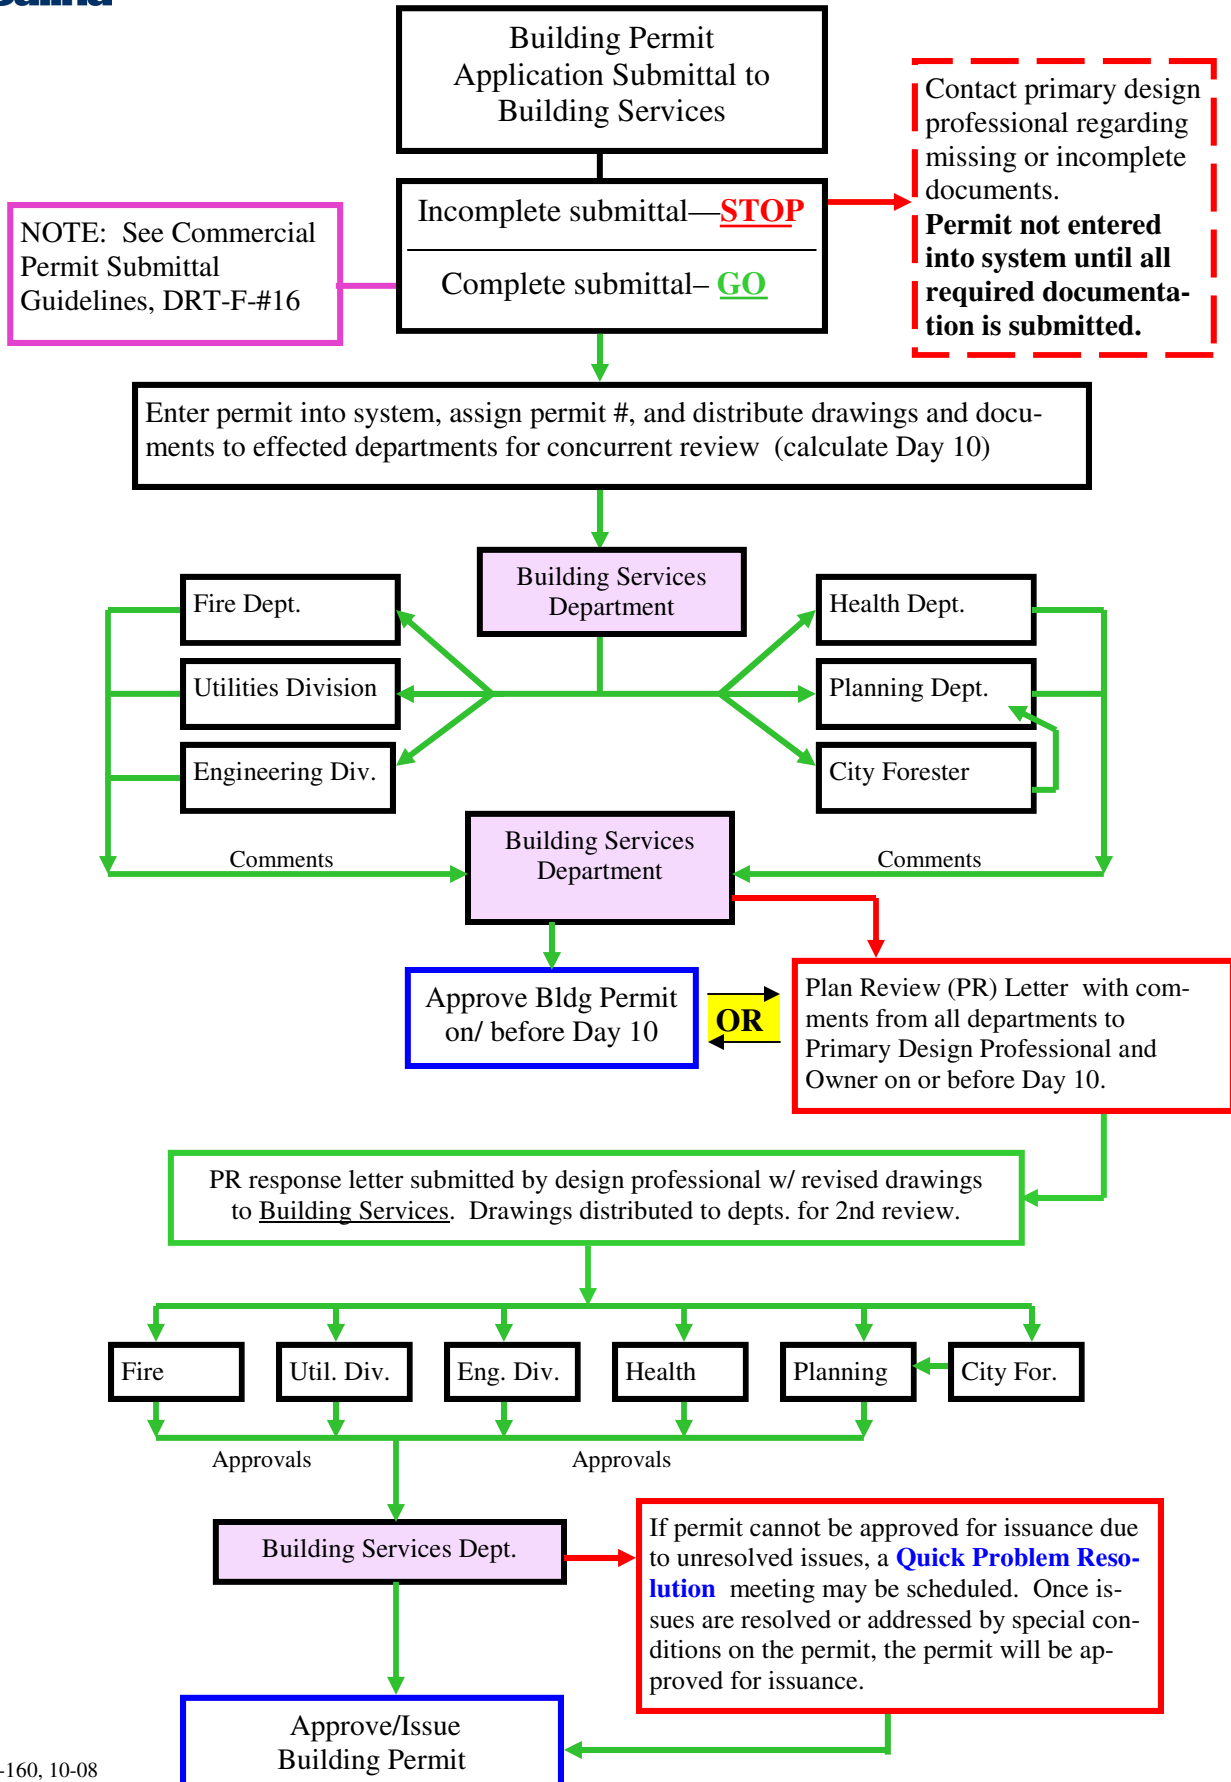 Building Permit
Application Submittal to
Building Services
Contact primary design
professional regarding
missing or incomplete
documents.
Permit not entered
into system until all
required documenta-
tion is submitted.
Incomplete submittal—STOP
Complete submittal– GO
NOTE:  See Commercial
Permit Submittal
Guidelines, DRT-F-#16
Enter permit into system, assign permit #, and distribute drawings and docu-
ments to effected departments for concurrent review  (calculate Day 10)
Building Services
Department
Fire Dept.
Health Dept.
Utilities Division
Planning Dept.
Engineering Div.
City Forester
Building Services
Department
Comments
Comments
Approve Bldg Permit
on/ before Day 10
OR
Plan Review (PR) Letter  with com-
ments from all departments to
Primary Design Professional and
Owner on or before Day 10.
PR response letter submitted by design professional w/ revised drawings
to Building Services.  Drawings distributed to depts. for 2nd review.
Fire
Util. Div.
Eng. Div.
Health
Planning
City For.
Approvals
Approvals
Building Services Dept.
If permit cannot be approved for issuance due
to unresolved issues, a Quick Problem Reso-
lution  meeting may be scheduled.  Once is-
sues are resolved or addressed by special con-
ditions on the permit, the permit will be ap-
proved for issuance.
Approve/Issue
Building Permit
-160, 10-08